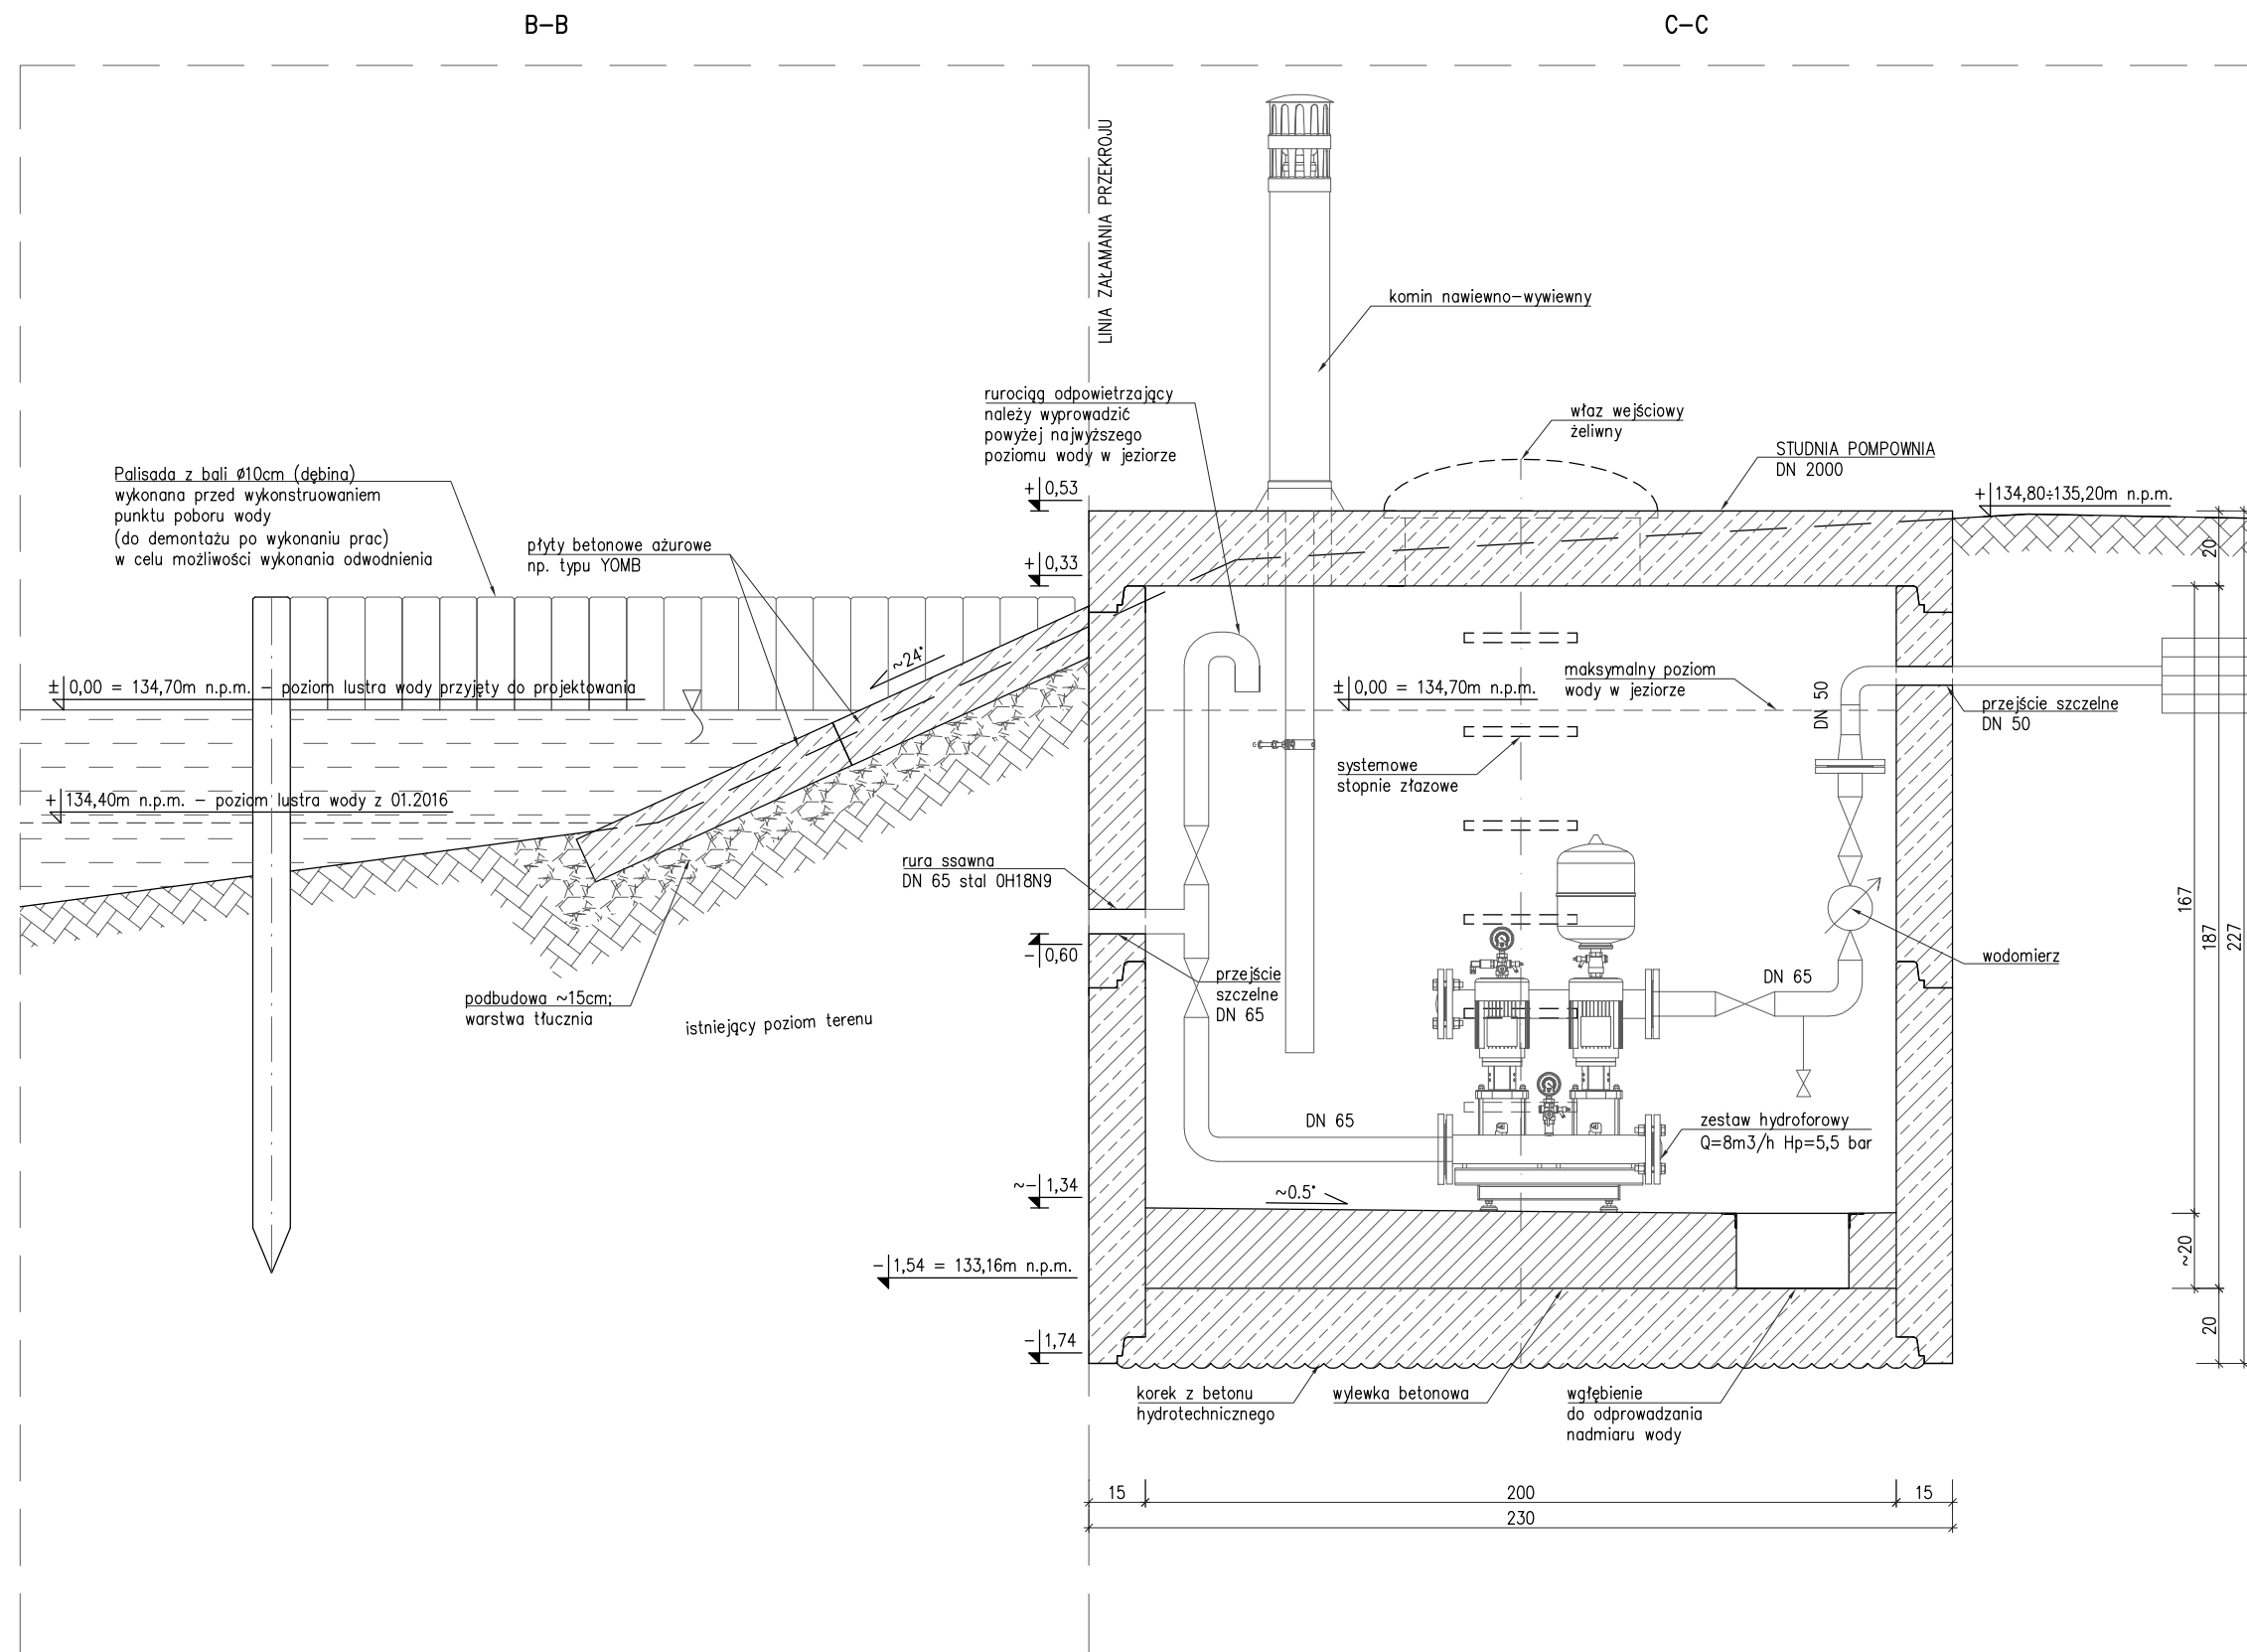 B-B
C-C
LINIA ZAŁAMANIA PRZEKROJU
komin nawiewno-wywiewny
rurociąg odpowietrzający
należy wyprowadzić
powyżej najwyższego
poziomu wody w jeziorze
właz wejściowy
żeliwny
STUDNIA POMPOWNIA
DN 2000
Palisada z bali Ø10cm (dębina)
wykonana przed wykonstruowaniem
punktu poboru wody
(do demontażu po wykonaniu prac)
w celu możliwości wykonania odwodnienia
płyty betonowe ażurowe
np. typu YOMB
+ 0,53
+ 0,33
+ 134,80÷135,20m n.p.m.
20
~24°
± 0,00 = 134,70m n.p.m. – poziom lustra wody przyjęty do projektowania
± 0,00 = 134,70m n.p.m.
maksymalny poziom
wody w jeziorze
DN 50
przejście szczelne
DN 50
systemowe
stopnie złazowe
+ 134,40m n.p.m. – poziom lustra wody z 01.2016
rura ssawna
DN 65 stal 0H18N9
167
187
227
- 0,60
przejście
szczelne
DN 65
DN 65
wodomierz
podbudowa ~15cm;
warstwa tłucznia
istniejący poziom terenu
DN 65
zestaw hydroforowy
Q=8m3/h Hp=5,5 bar
~- 1,34
~0.5°
~20
- 1,54 = 133,16m n.p.m.
- 1,74
20
korek z betonu
hydrotechnicznego
wylewka betonowa
wgłębienie
do odprowadzania
nadmiaru wody
15
200
15
230